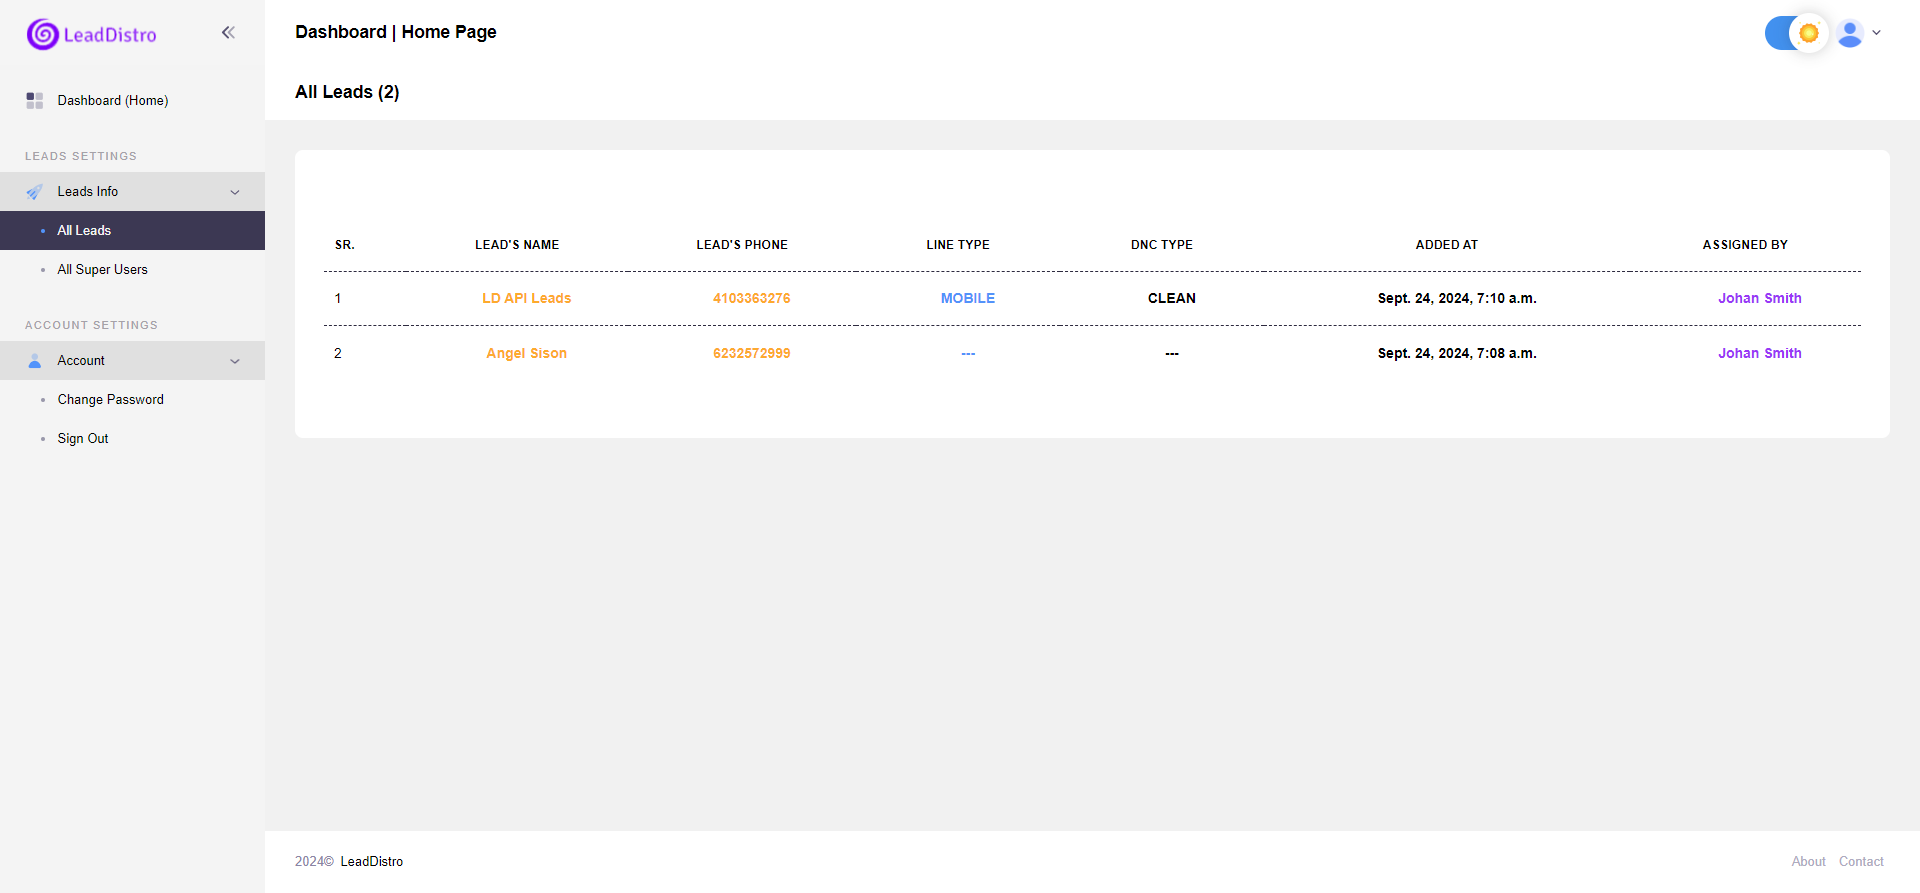 LeadDistro
Dashboard | Home Page
All Leads (2)
Dashboard (Home)
LEADS SETTINGS
Leads Info
All Leads
All Super Users
ACCOUNT SETTINGS
Account
Change Password
Sign Out
SR. LEAD'S NAME LEAD'S PHONE LINE TYPE DNC TYPE ADDED AT ASSIGNED BY
1 LD API Leads 4103363276 MOBILE CLEAN Sept. 24, 2024, 7:10 a.m. Johan Smith
2 Angel Sison 6232572999 --- --- Sept. 24, 2024, 7:08 a.m. Johan Smith
2024© LeadDistro
About Contact